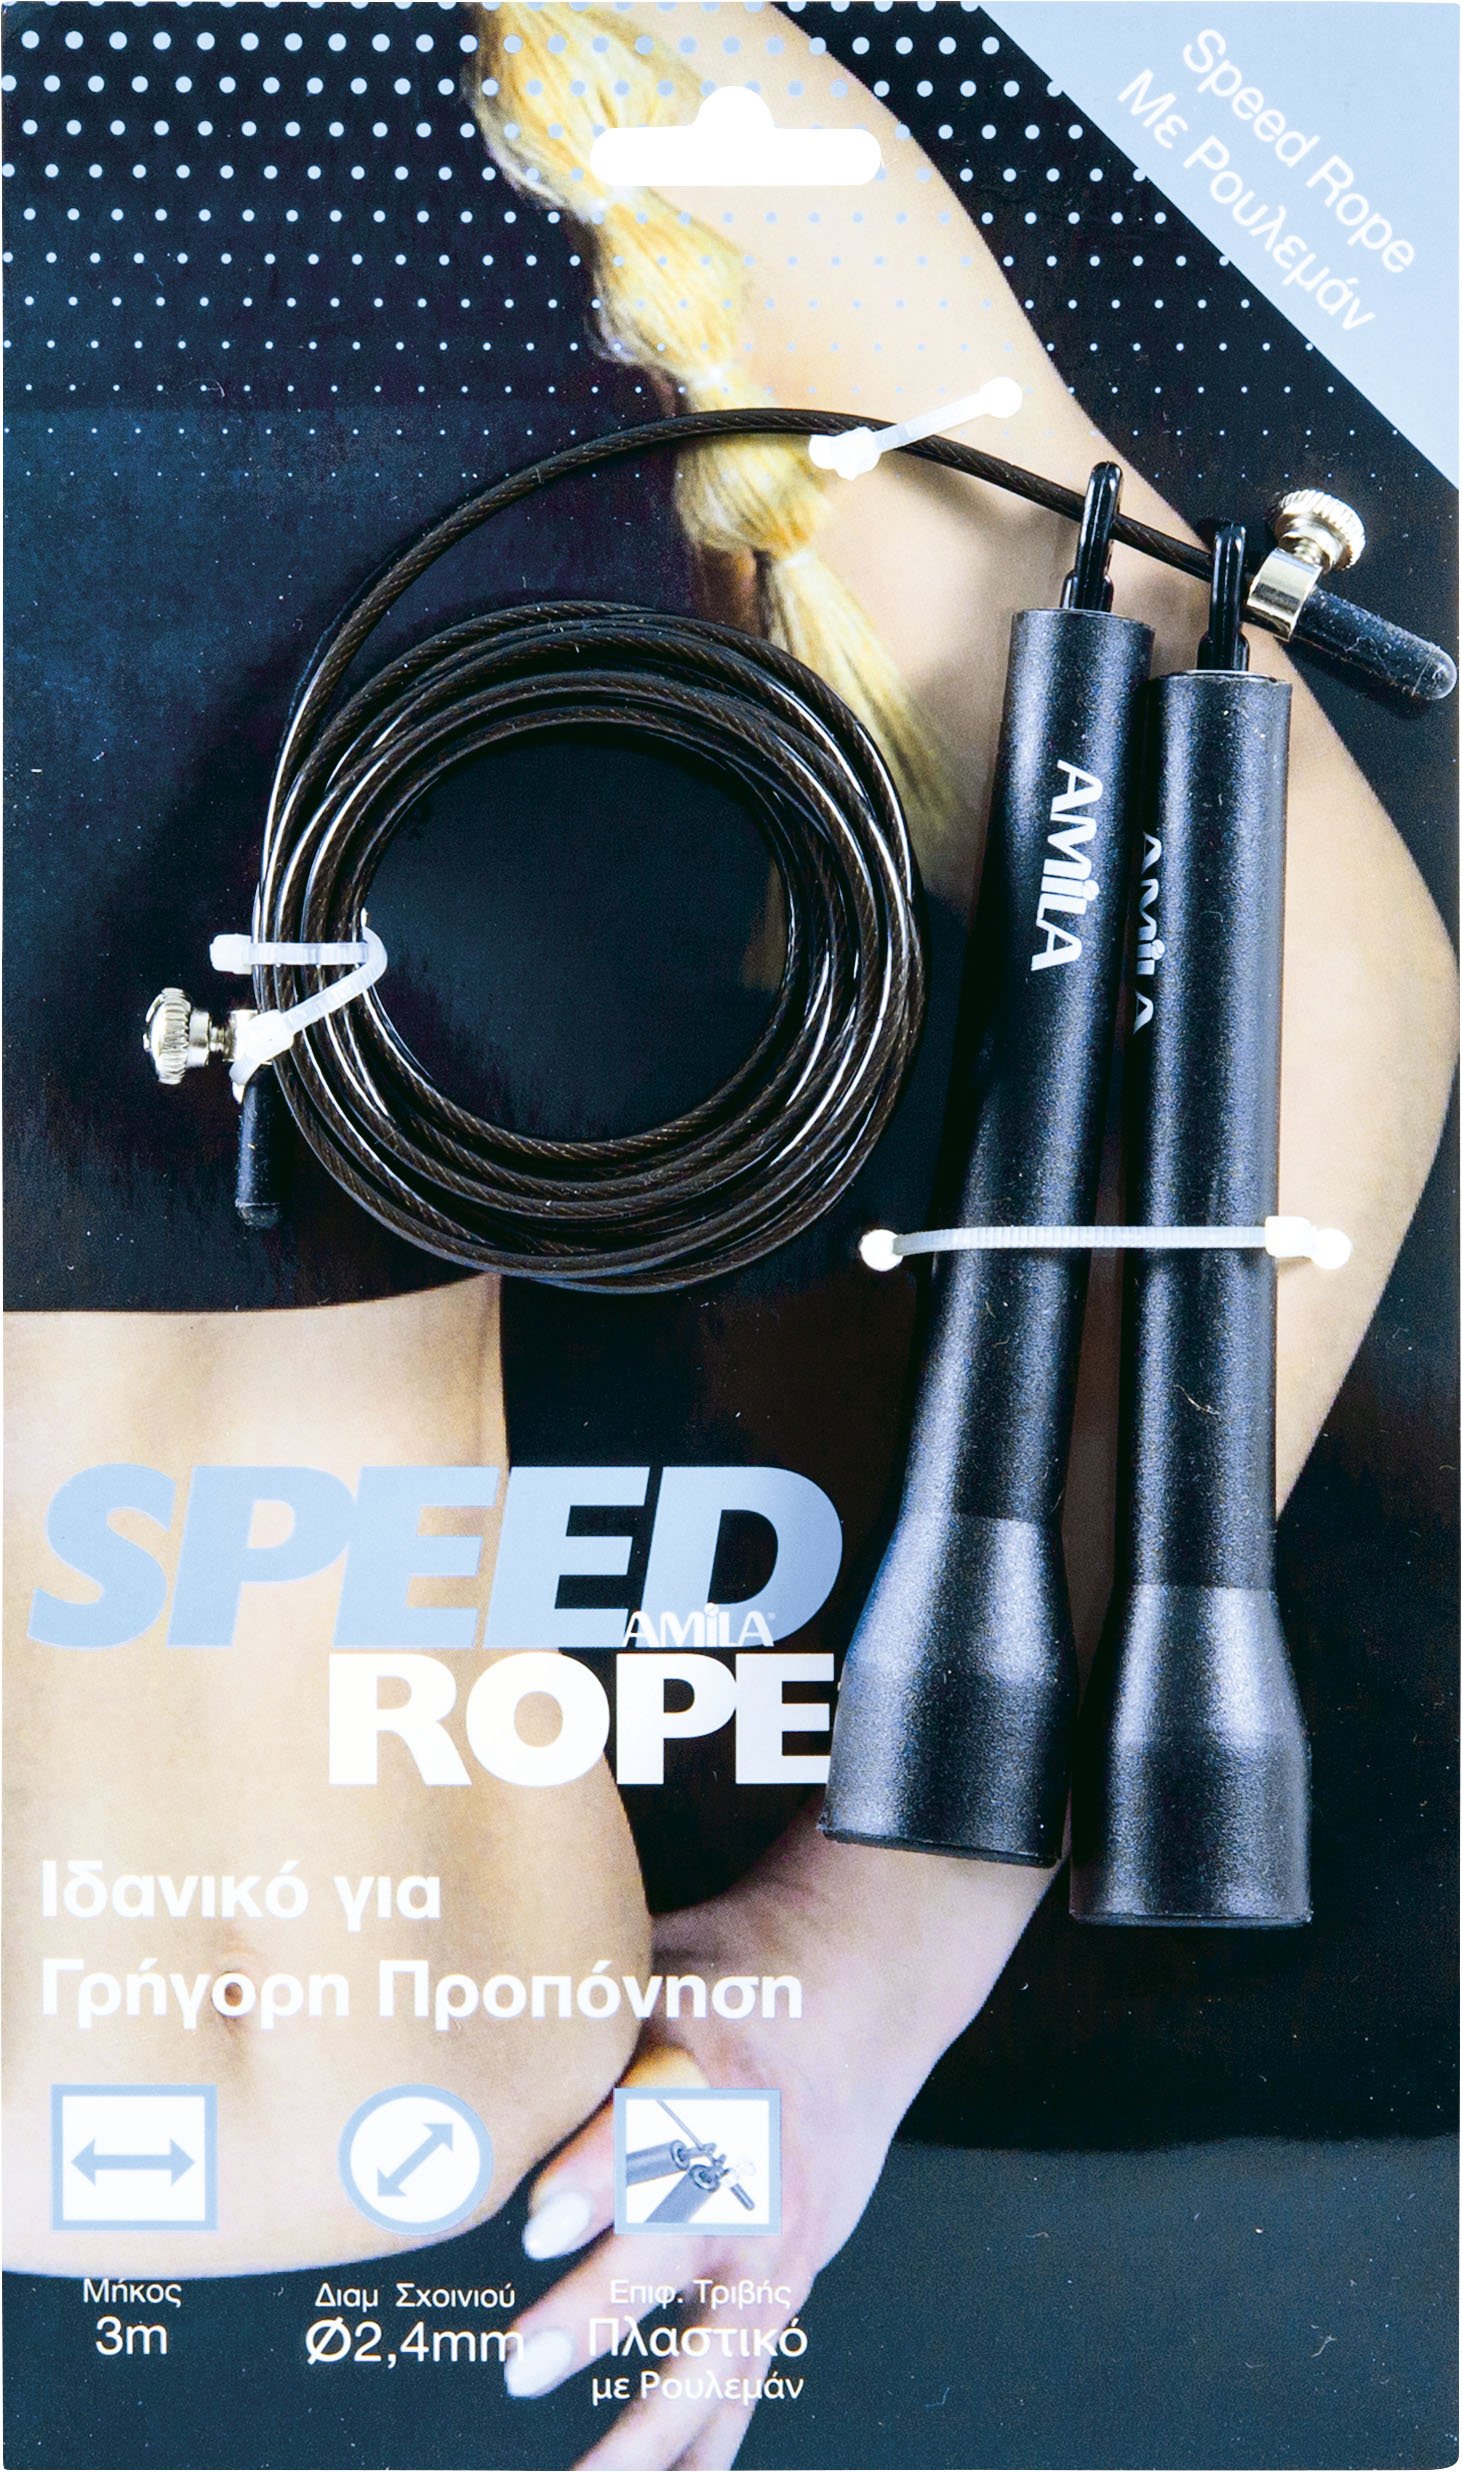 Speed Rope
Με Ρουλεμάν
AMiLA
AMiLA
SPEED
AMiLA®
ROPE
Ιδανικό για
Γρήγορη Προπόνηση
Μήκος
3m
Διαμ Σχοινιού
Ø2,4mm
Επιφ. Τριβής
Πλαστικό
με Ρουλεμάν